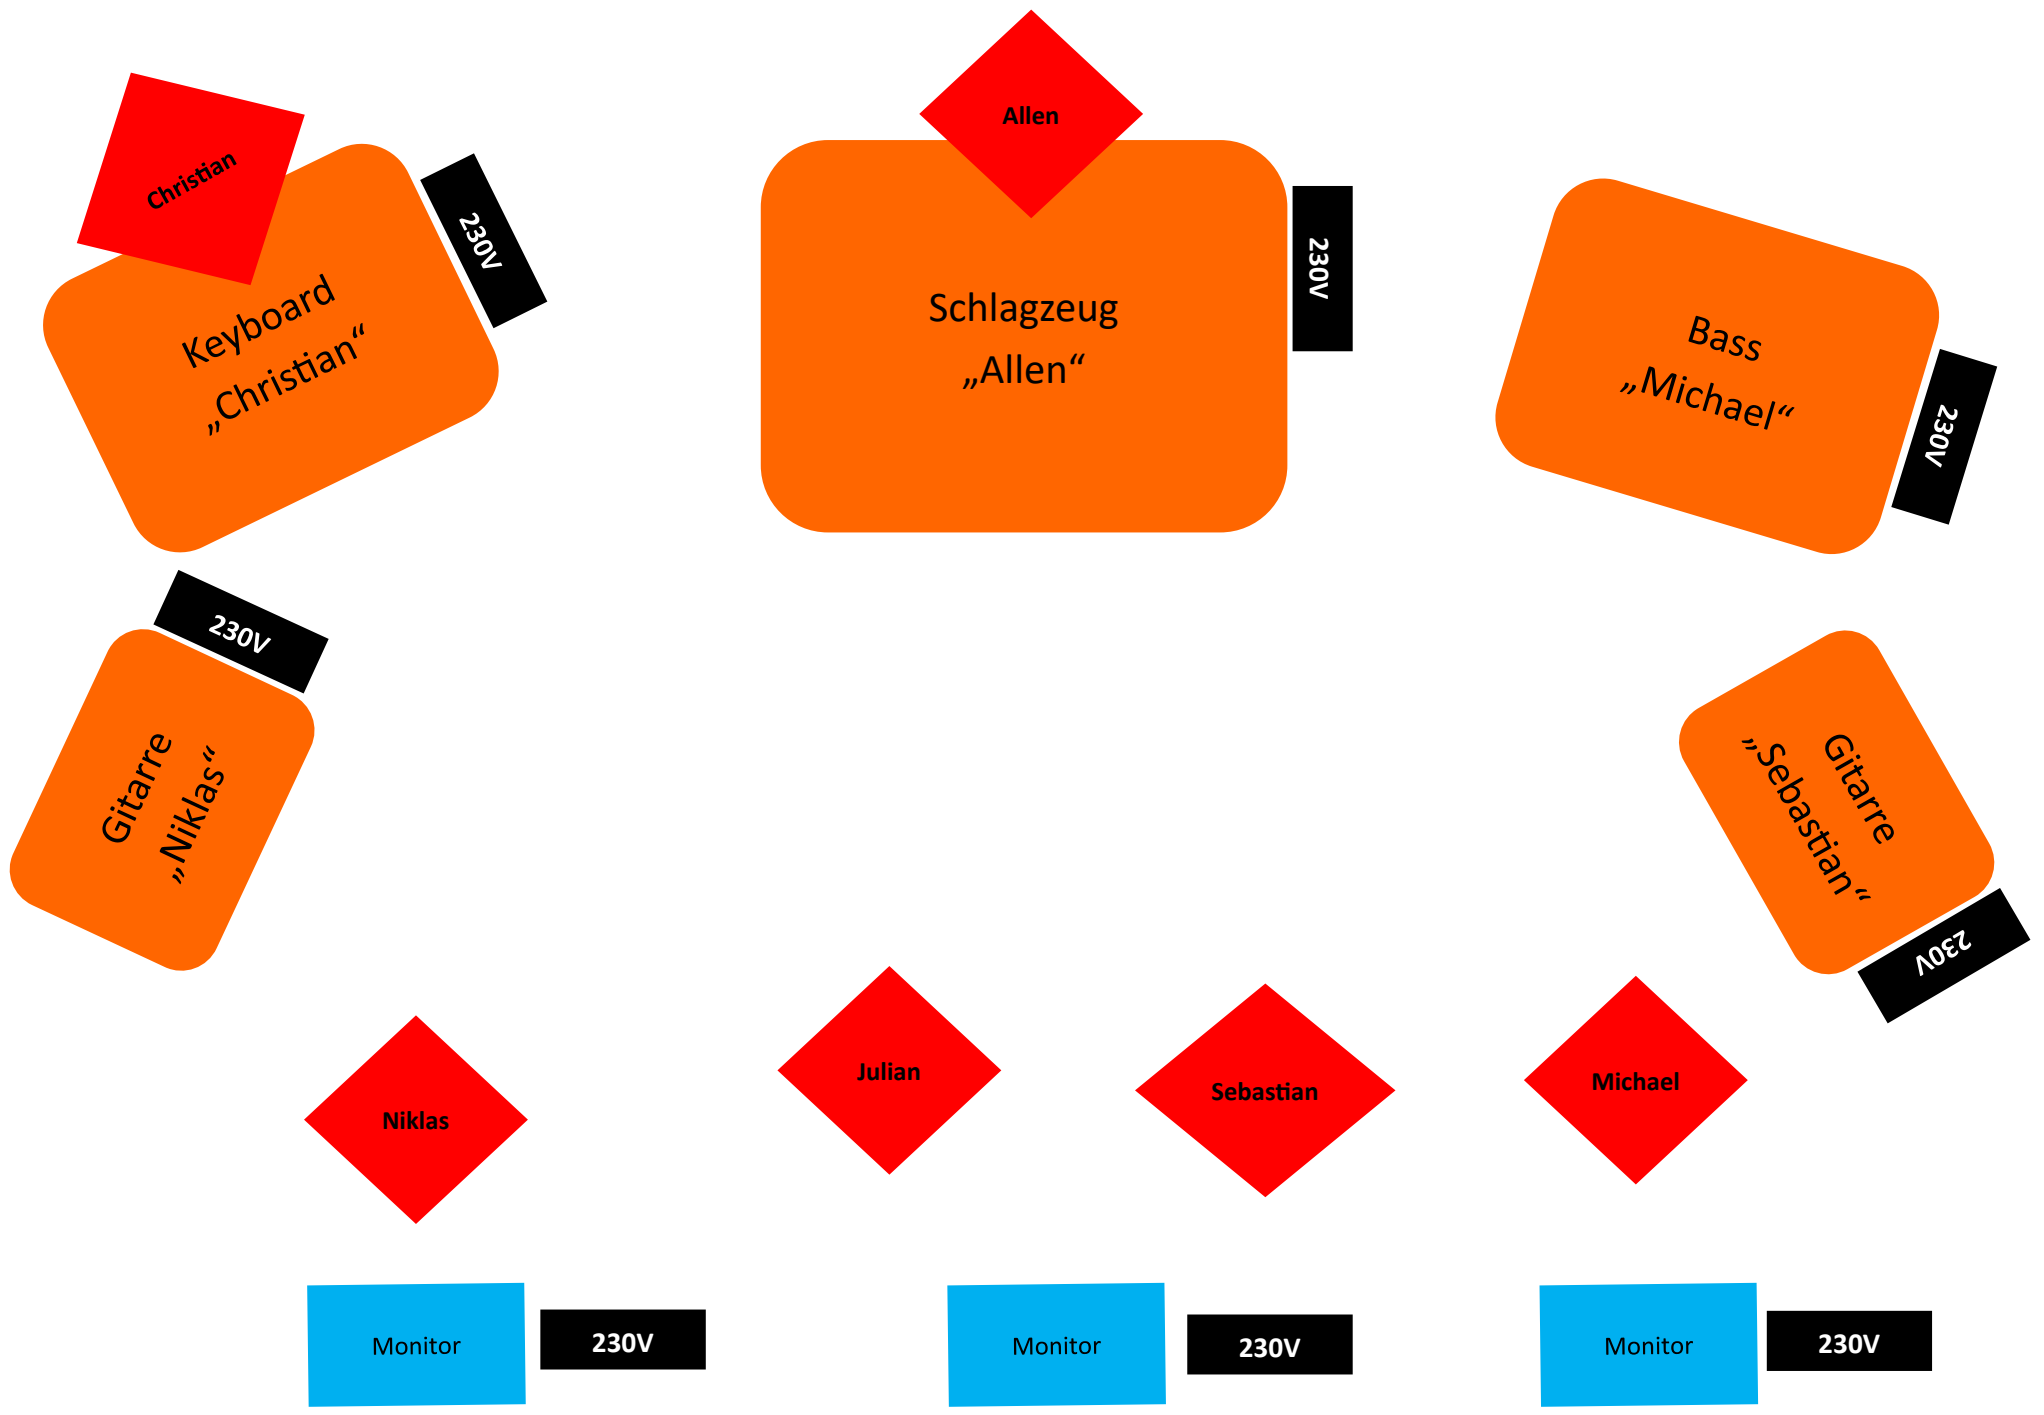 Allen
Christian
230V
Keyboard
„Christian“
Schlagzeug
„Allen“
230V
Bass
„Michael“
230V
230V
Gitarre
„Niklas“
Gitarre
„Sebastian“
230V
Niklas
Julian
Sebastian
Michael
Monitor
230V
Monitor
230V
Monitor
230V